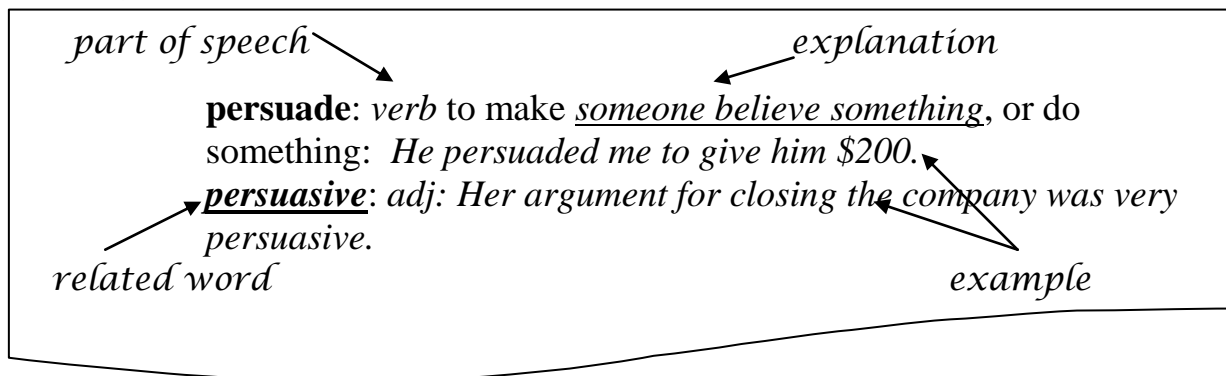 part of speech
explanation
persuade: verb to make someone believe something, or do
something: He persuaded me to give him $200.
persuasive: adj: Her argument for closing the company was very
persuasive.
related word
example